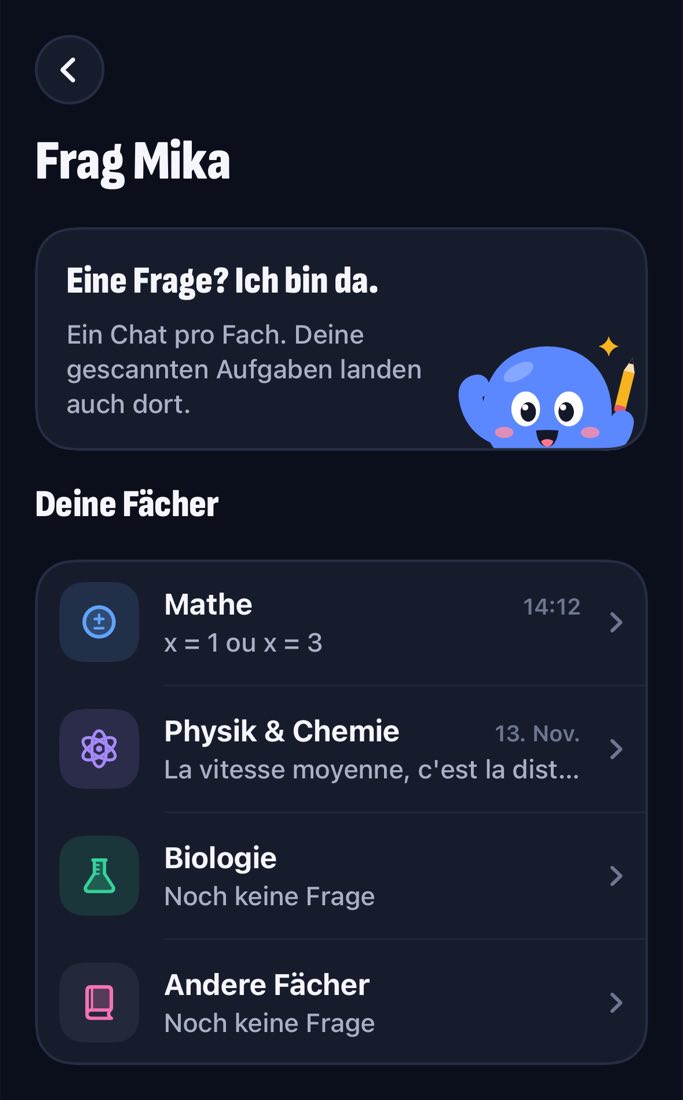 Frag Mika
Eine Frage? Ich bin da.
Ein Chat pro Fach. Deine
gescannten Aufgaben landen
auch dort.
Deine Fächer
Mathe
14:12
x = 1 ou x = 3
Physik & Chemie
13. Nov.
La vitesse moyenne, c'est la dist...
Biologie
Noch keine Frage
Andere Fächer
Noch keine Frage